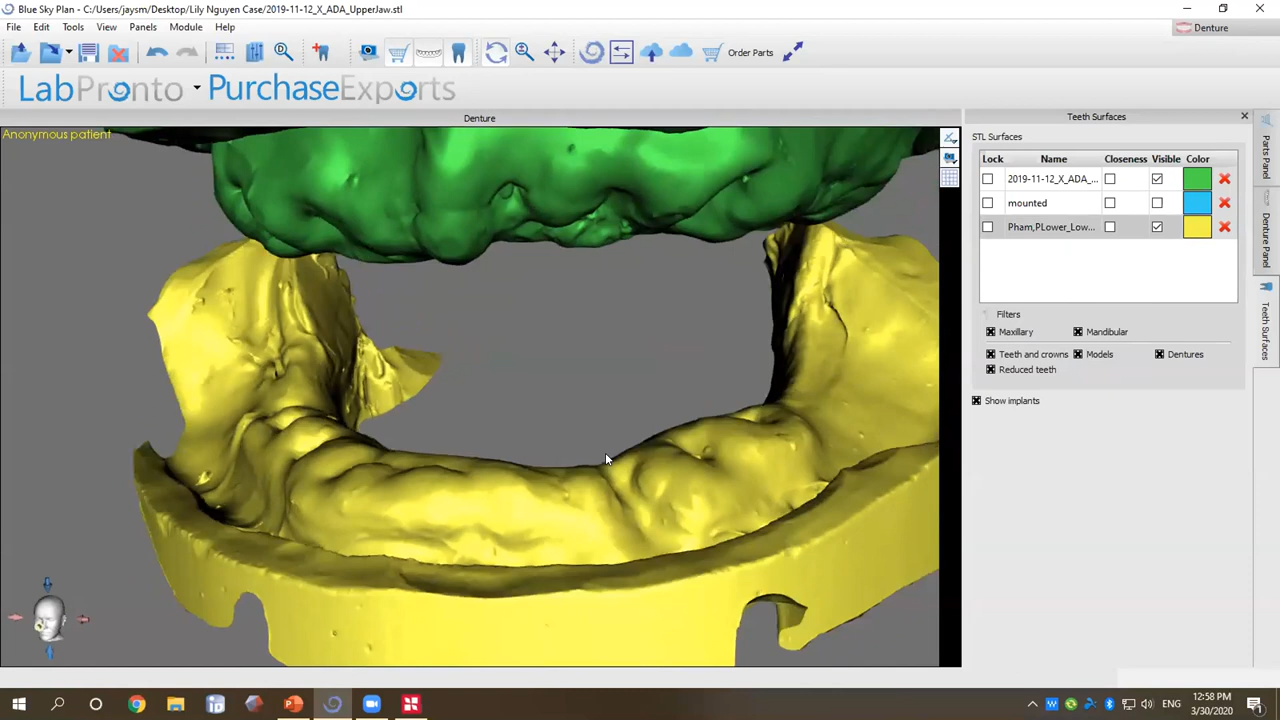 Blue Sky Plan - C:/Users/jaysm/Desktop/Lily Nguyen Case/2019-11-12_X_ADA_UpperJaw.stl
File Edit Tools View Panels Module Help
Denture
Order Parts
LabPronto PurchaseExports
Denture
Anonymous patient
Teeth Surfaces
STL Surfaces
Lock Name Closeness Visible Color
2019-11-12_X_ADA_...
mounted
Pham,PLower_Low...
Filters
Maxillary Mandibular
Teeth and crowns Models Dentures
Reduced teeth
Show implants
Parts Panel
Denture Panel
Teeth Surfaces
ENG
12:58 PM
3/30/2020